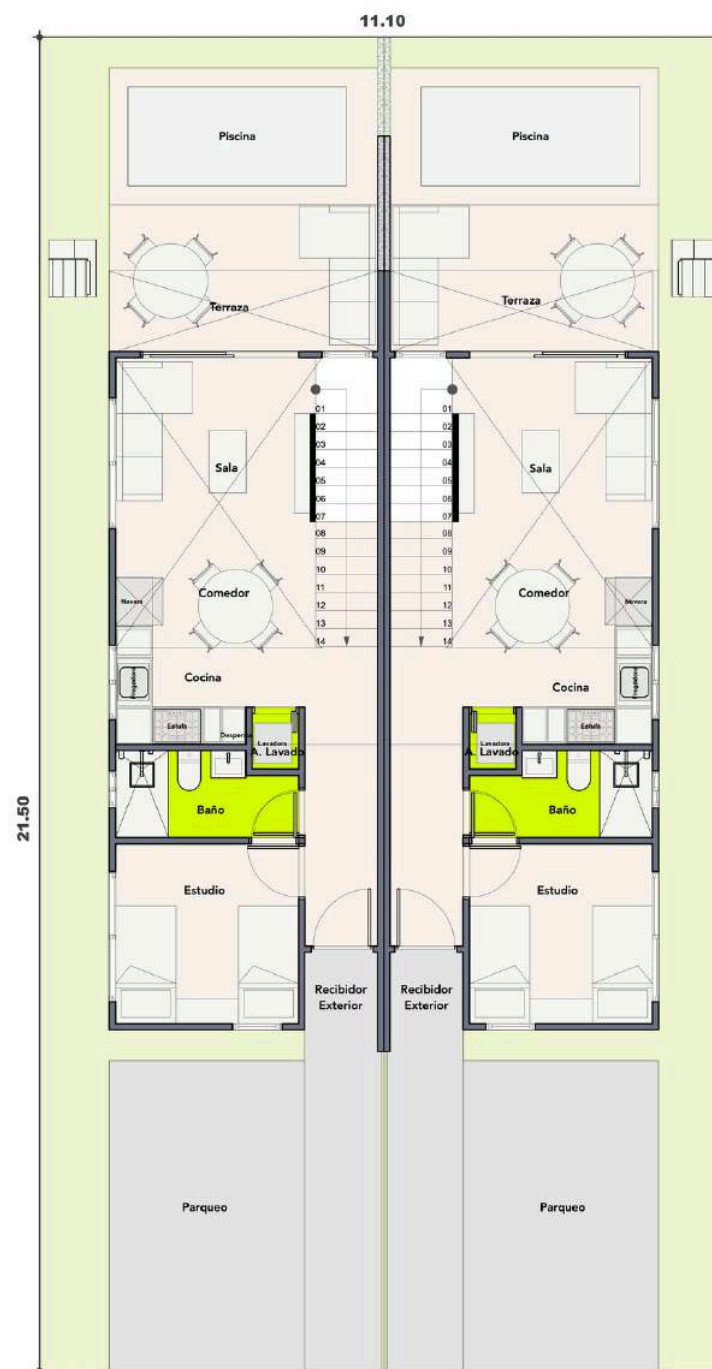 11.10
Piscina
Piscina
Terraza
Terraza
01
01
02
02
03
03
04
04
Sala
Sala
05
05
06
06
07
07
08
08
09
09
10
10
11
11
Comedor
Comedor
Nevera
Nevera
12
12
13
13
14
14
Cocina
Cocina
Fregadero
Fregadero
Estufa
Despensa
Estufa
Lavadora
Lavadora
A. Lavado
A. Lavado
21.50
Baño
Baño
Estudio
Estudio
Recibidor
Exterior
Recibidor
Exterior
Parqueo
Parqueo